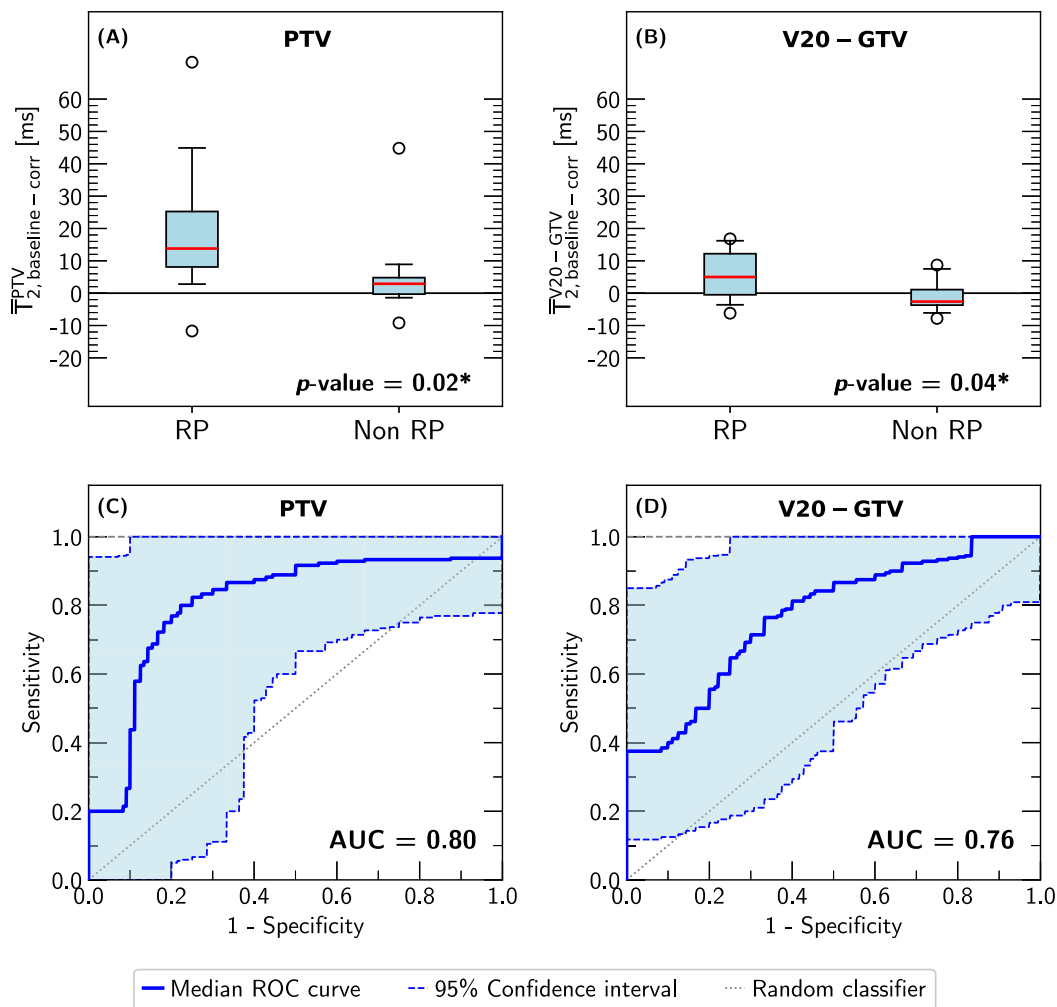 (A) PTV
T̿₂, baseline−corr^PTV [ms]
60
50
40
30
20
10
0
-10
-20
p-value = 0.02*
RP Non RP
(B) V20 − GTV
T̿₂, baseline−corr^V20−GTV [ms]
60
50
40
30
20
10
0
-10
-20
p-value = 0.04*
RP Non RP
(C) PTV
Sensitivity
1.0
0.8
0.6
0.4
0.2
0.0
AUC = 0.80
0.0 0.2 0.4 0.6 0.8 1.0
1 - Specificity
(D) V20 − GTV
Sensitivity
1.0
0.8
0.6
0.4
0.2
0.0
AUC = 0.76
0.0 0.2 0.4 0.6 0.8 1.0
1 - Specificity
Median ROC curve 95% Confidence interval Random classifier